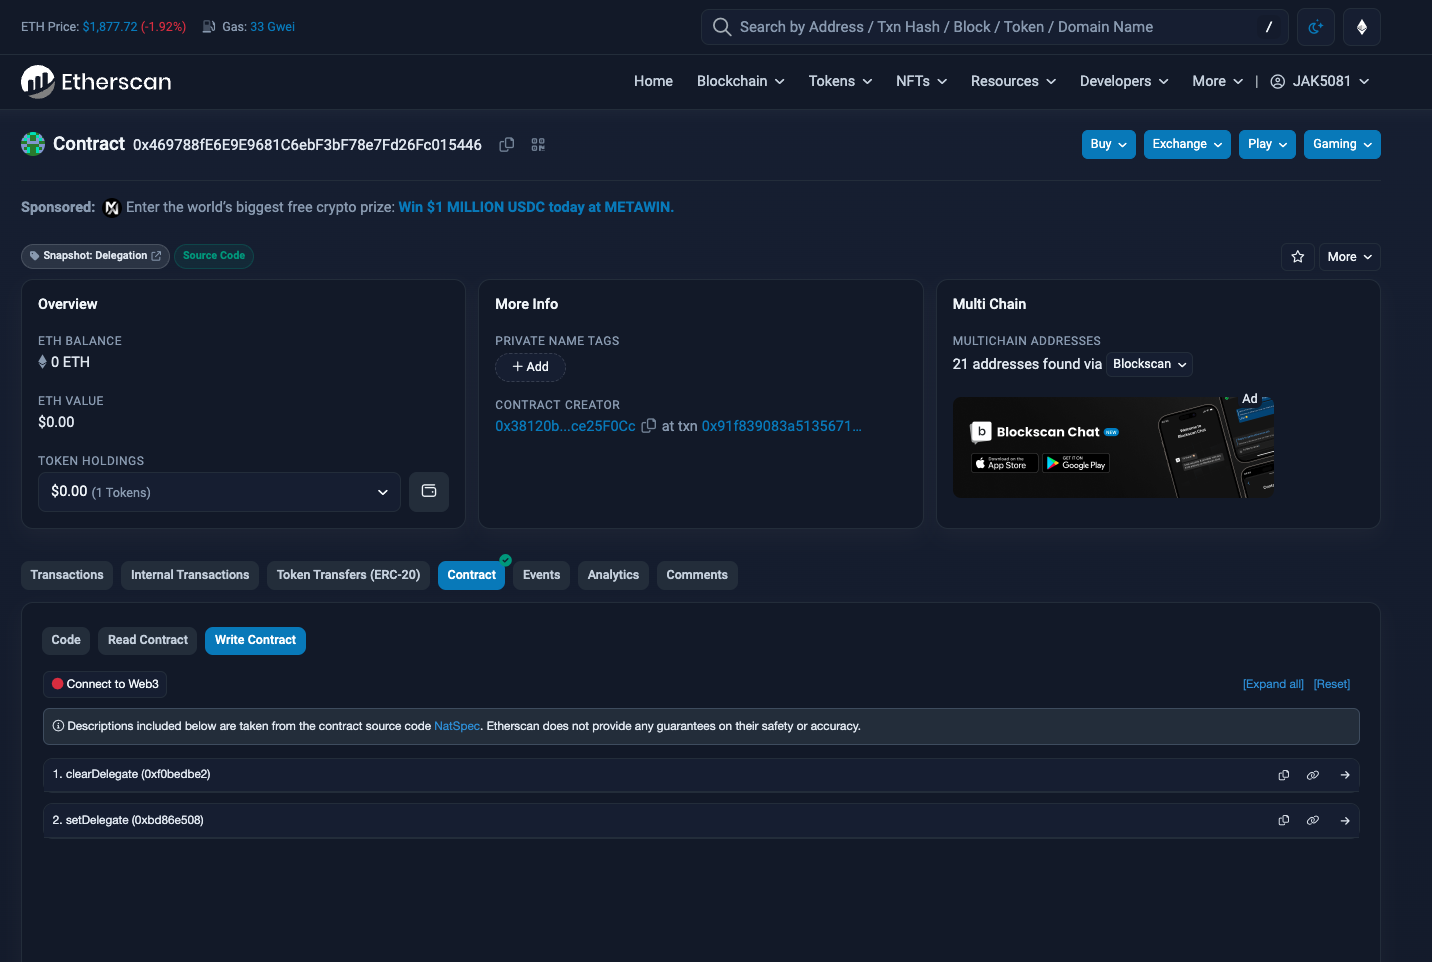 ETH Price: $1,877.72 (-1.92%) Gas: 33 Gwei
Search by Address / Txn Hash / Block / Token / Domain Name /
Etherscan
Home Blockchain Tokens NFTs Resources Developers More | JAK5081
Contract 0x469788fE6E9E9681C6ebF3bF78e7Fd26Fc015446
Buy Exchange Play Gaming
Sponsored: Enter the world's biggest free crypto prize: Win $1 MILLION USDC today at METAWIN.
Snapshot: Delegation Source Code
More
Overview
ETH BALANCE
0 ETH
ETH VALUE
$0.00
TOKEN HOLDINGS
$0.00 (1 Tokens)
More Info
PRIVATE NAME TAGS
+ Add
CONTRACT CREATOR
0x38120b...ce25F0Cc at txn 0x91f839083a5135671...
Multi Chain
MULTICHAIN ADDRESSES
21 addresses found via Blockscan
Ad
b Blockscan Chat NEW
Download on the App Store GET IT ON Google Play
Transactions Internal Transactions Token Transfers (ERC-20) Contract Events Analytics Comments
Code Read Contract Write Contract
Connect to Web3
[Expand all] [Reset]
Descriptions included below are taken from the contract source code NatSpec. Etherscan does not provide any guarantees on their safety or accuracy.
1. clearDelegate (0xf0bedbe2)
2. setDelegate (0xbd86e508)